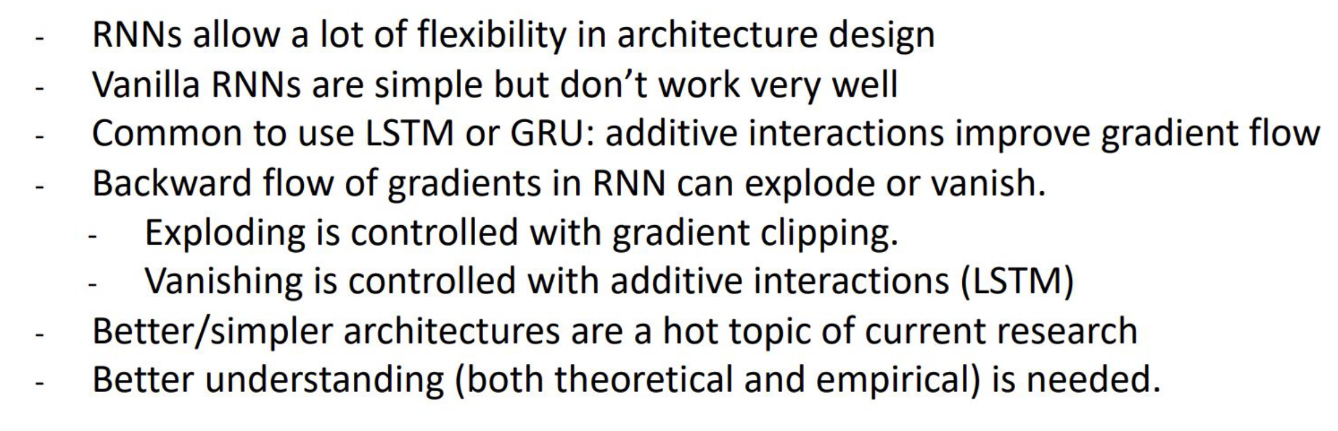 - RNNs allow a lot of flexibility in architecture design
- Vanilla RNNs are simple but don’t work very well
- Common to use LSTM or GRU: additive interactions improve gradient flow
- Backward flow of gradients in RNN can explode or vanish.
- Exploding is controlled with gradient clipping.
- Vanishing is controlled with additive interactions (LSTM)
- Better/simpler architectures are a hot topic of current research
- Better understanding (both theoretical and empirical) is needed.